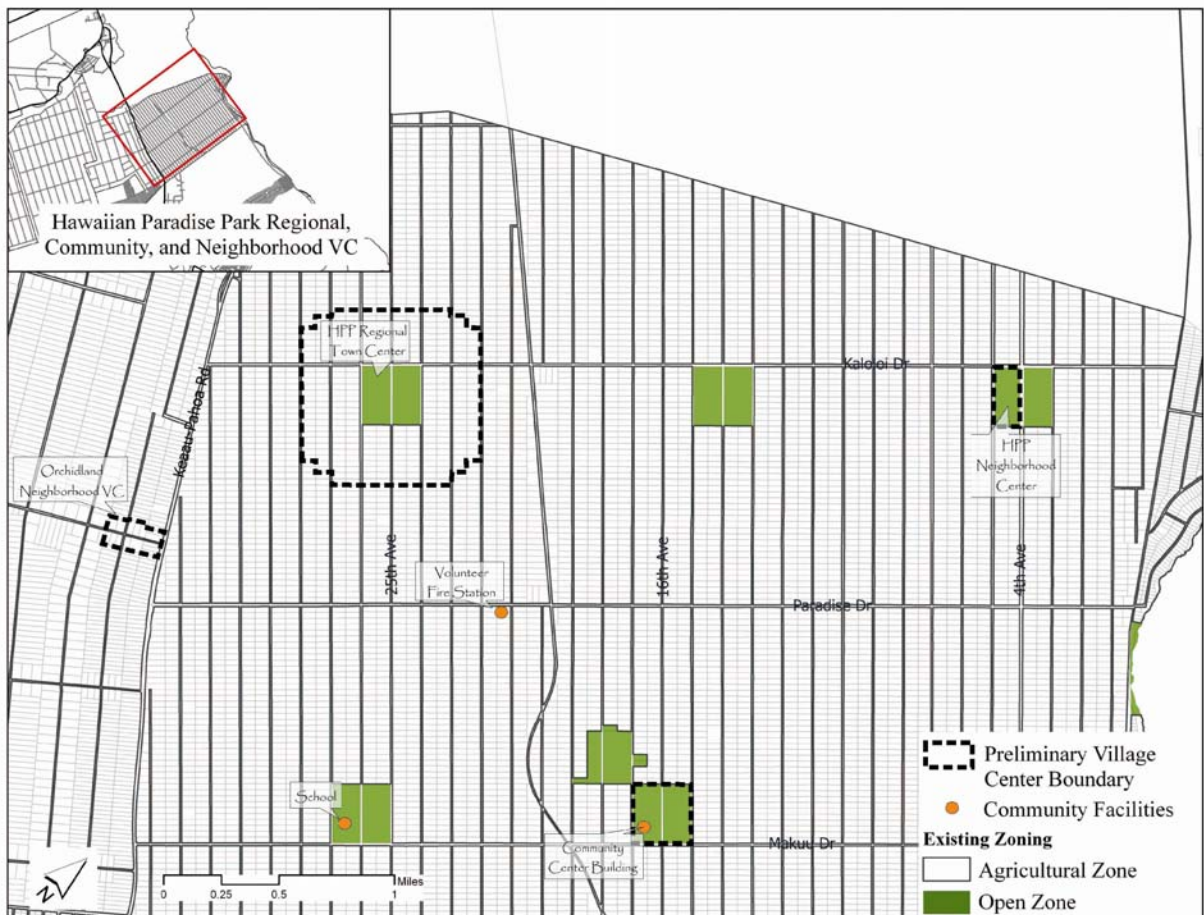 Hawaiian Paradise Park Regional,
Community, and Neighborhood VC
HPP Regional
Town Center
Kaloloi Dr
Keaau-Pahoa Rd
HPP
Neighborhood
Center
Orchidland
Neighborhood VC
25th Ave
16th Ave
4th Ave
Volunteer
Fire Station
Paradise Dr
School
Community
Center Building
Makuu Dr
N
Miles
0 0.25 0.5 1
Preliminary Village
Center Boundary
Community Facilities
Existing Zoning
Agricultural Zone
Open Zone